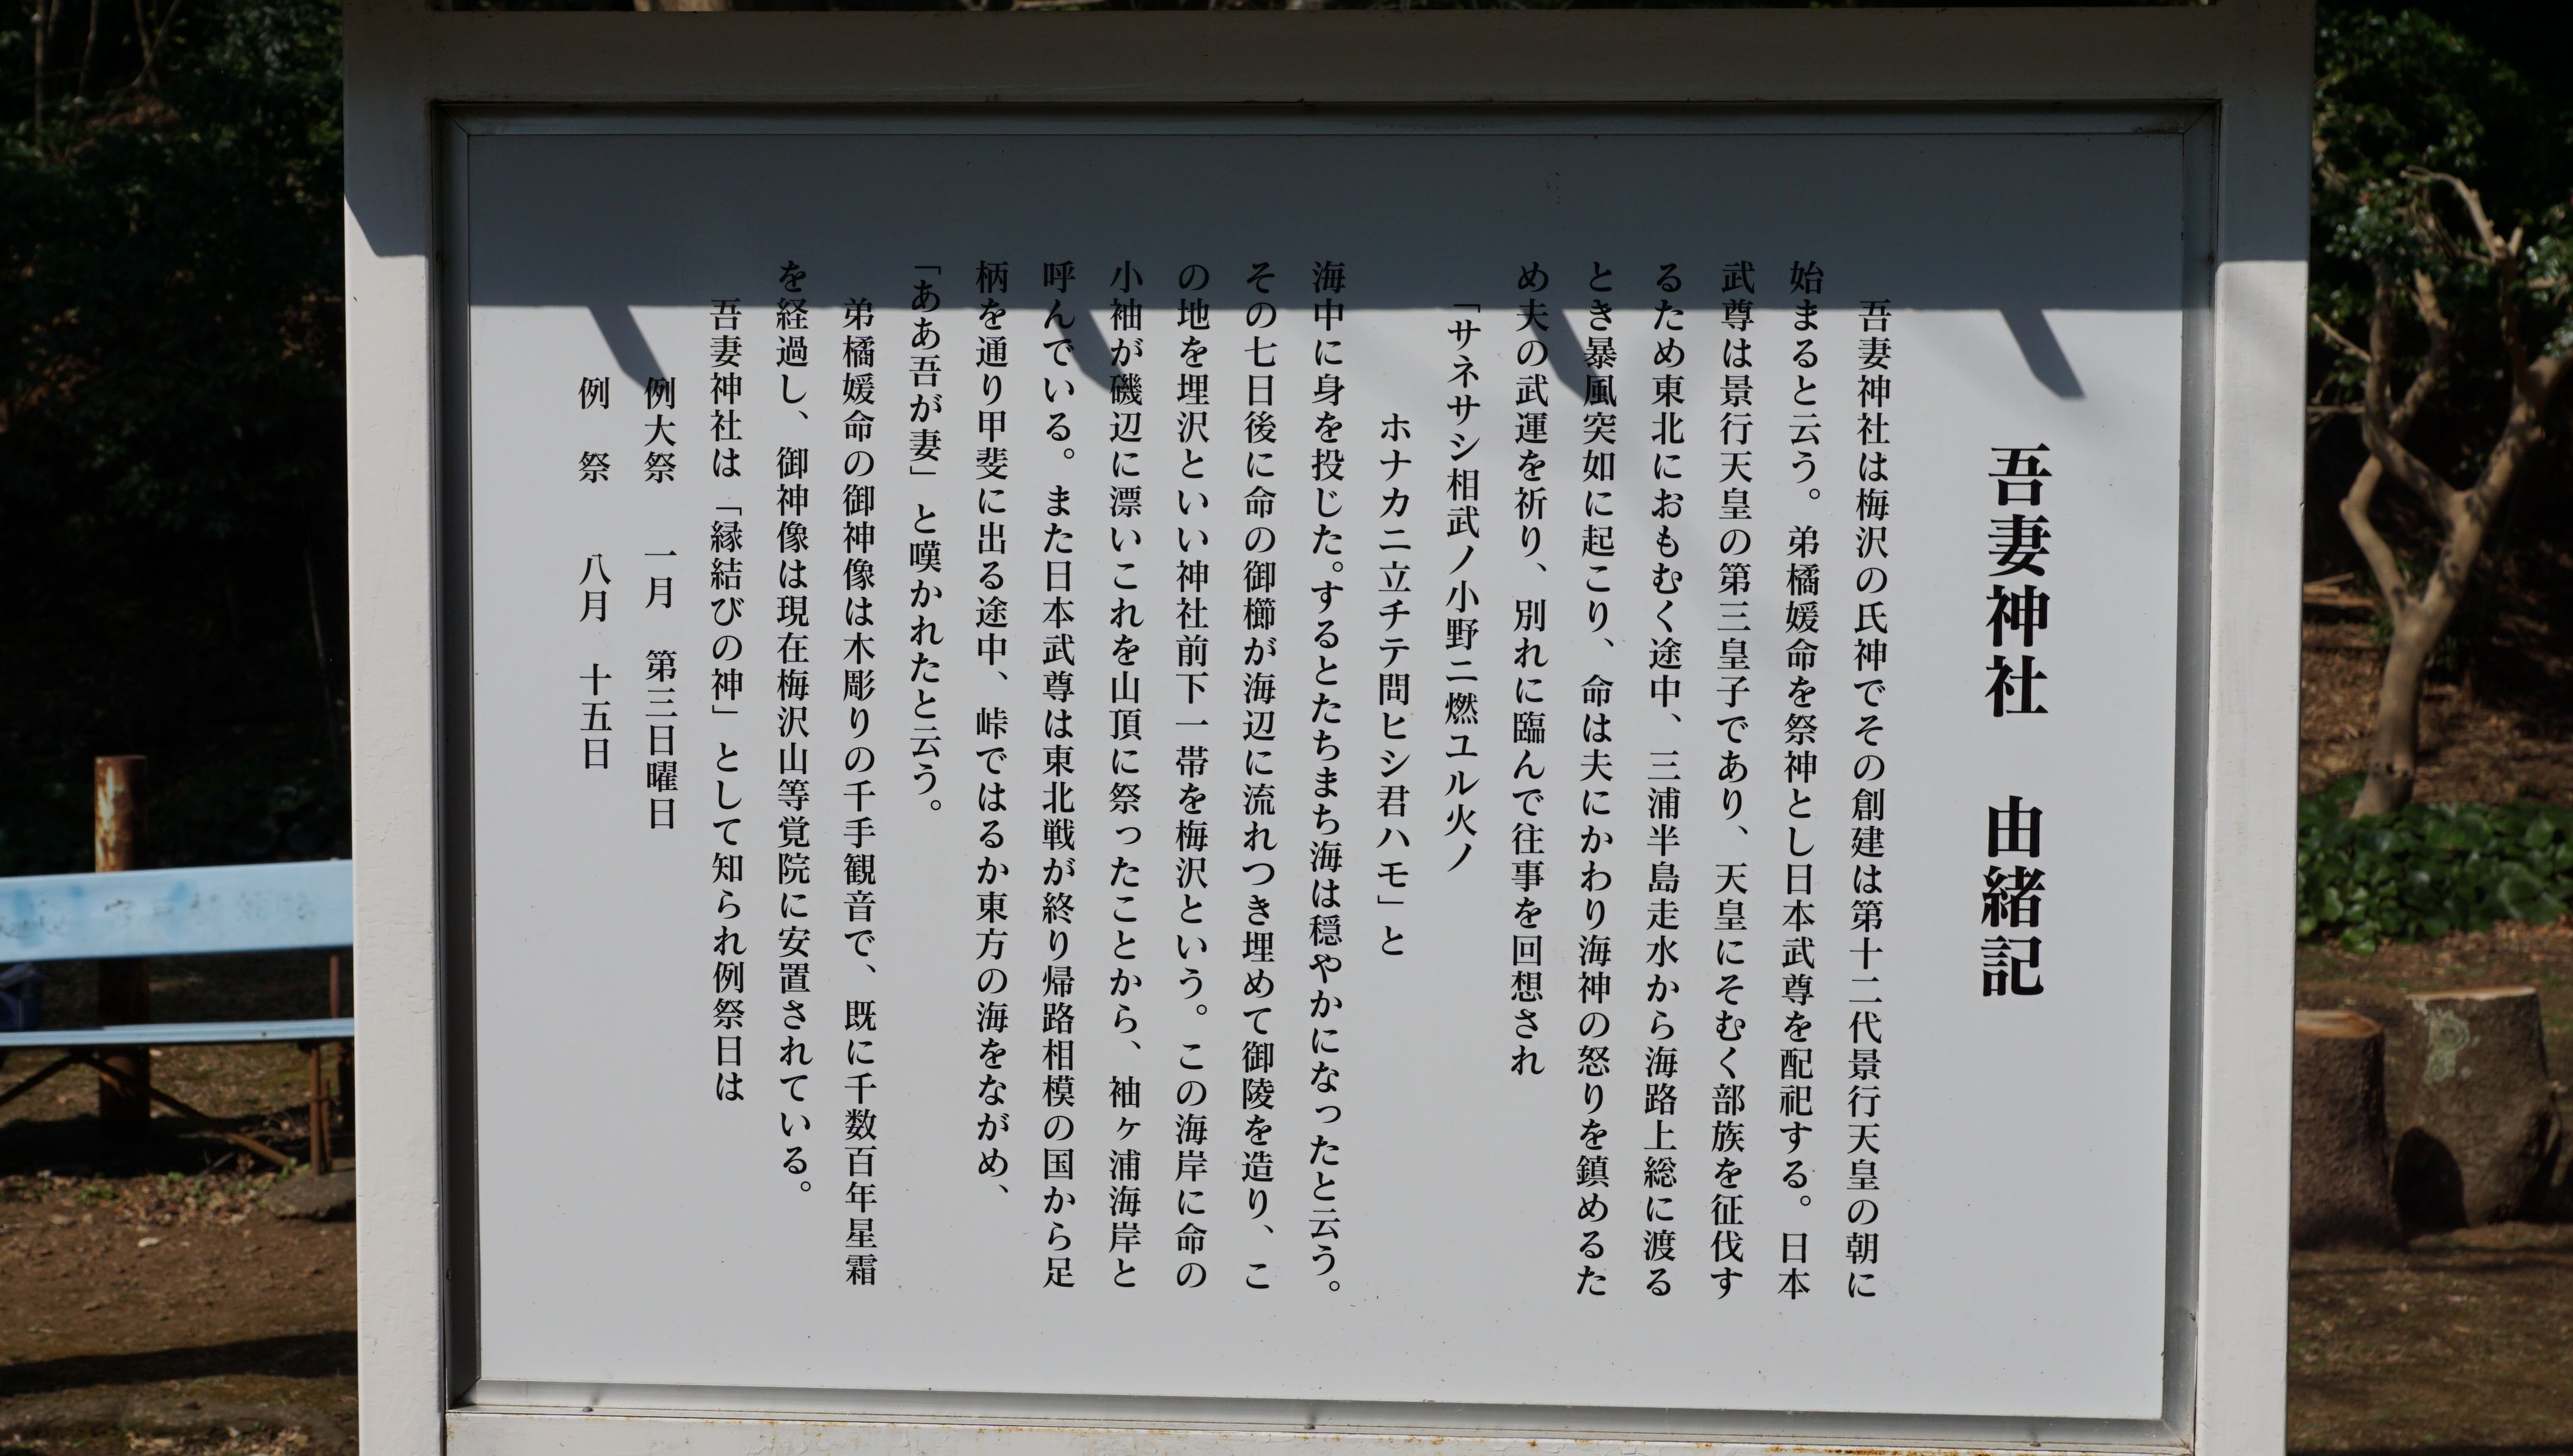 吾妻神社　由緒記
吾妻神社は梅沢の氏神でその創建は第十二代景行天皇の朝に
始まると云う。弟橘媛命を祭神とし日本武尊を配祀する。日本
武尊は景行天皇の第三皇子であり、天皇にそむく部族を征伐す
るため東北におもむく途中、三浦半島走水から海路上総に渡る
とき暴風突如に起こり、命は夫にかわり海神の怒りを鎮めるた
め夫の武運を祈り、別れに臨んで往事を回想され
「サネサシ相武ノ小野ニ燃ユル火ノ
ホナカニ立チテ問ヒシ君ハモ」と
海中に身を投じた。するとたちまち海は穏やかになったと云う。
その七日後に命の御櫛が海辺に流れつき埋めて御陵を造り、こ
の地を埋沢といい神社前下一帯を梅沢という。この海岸に命の
小袖が磯辺に漂いこれを山頂に祭ったことから、袖ヶ浦海岸と
呼んでいる。また日本武尊は東北戦が終り帰路相模の国から足
柄を通り甲斐に出る途中、峠ではるか東方の海をながめ、
「ああ吾が妻」と嘆かれたと云う。
弟橘媛命の御神像は木彫りの千手観音で、既に千数百年星霜
を経過し、御神像は現在梅沢山等覚院に安置されている。
吾妻神社は「縁結びの神」として知られ例祭日は
例大祭　一月　第三日曜日
例　祭　八月　十五日